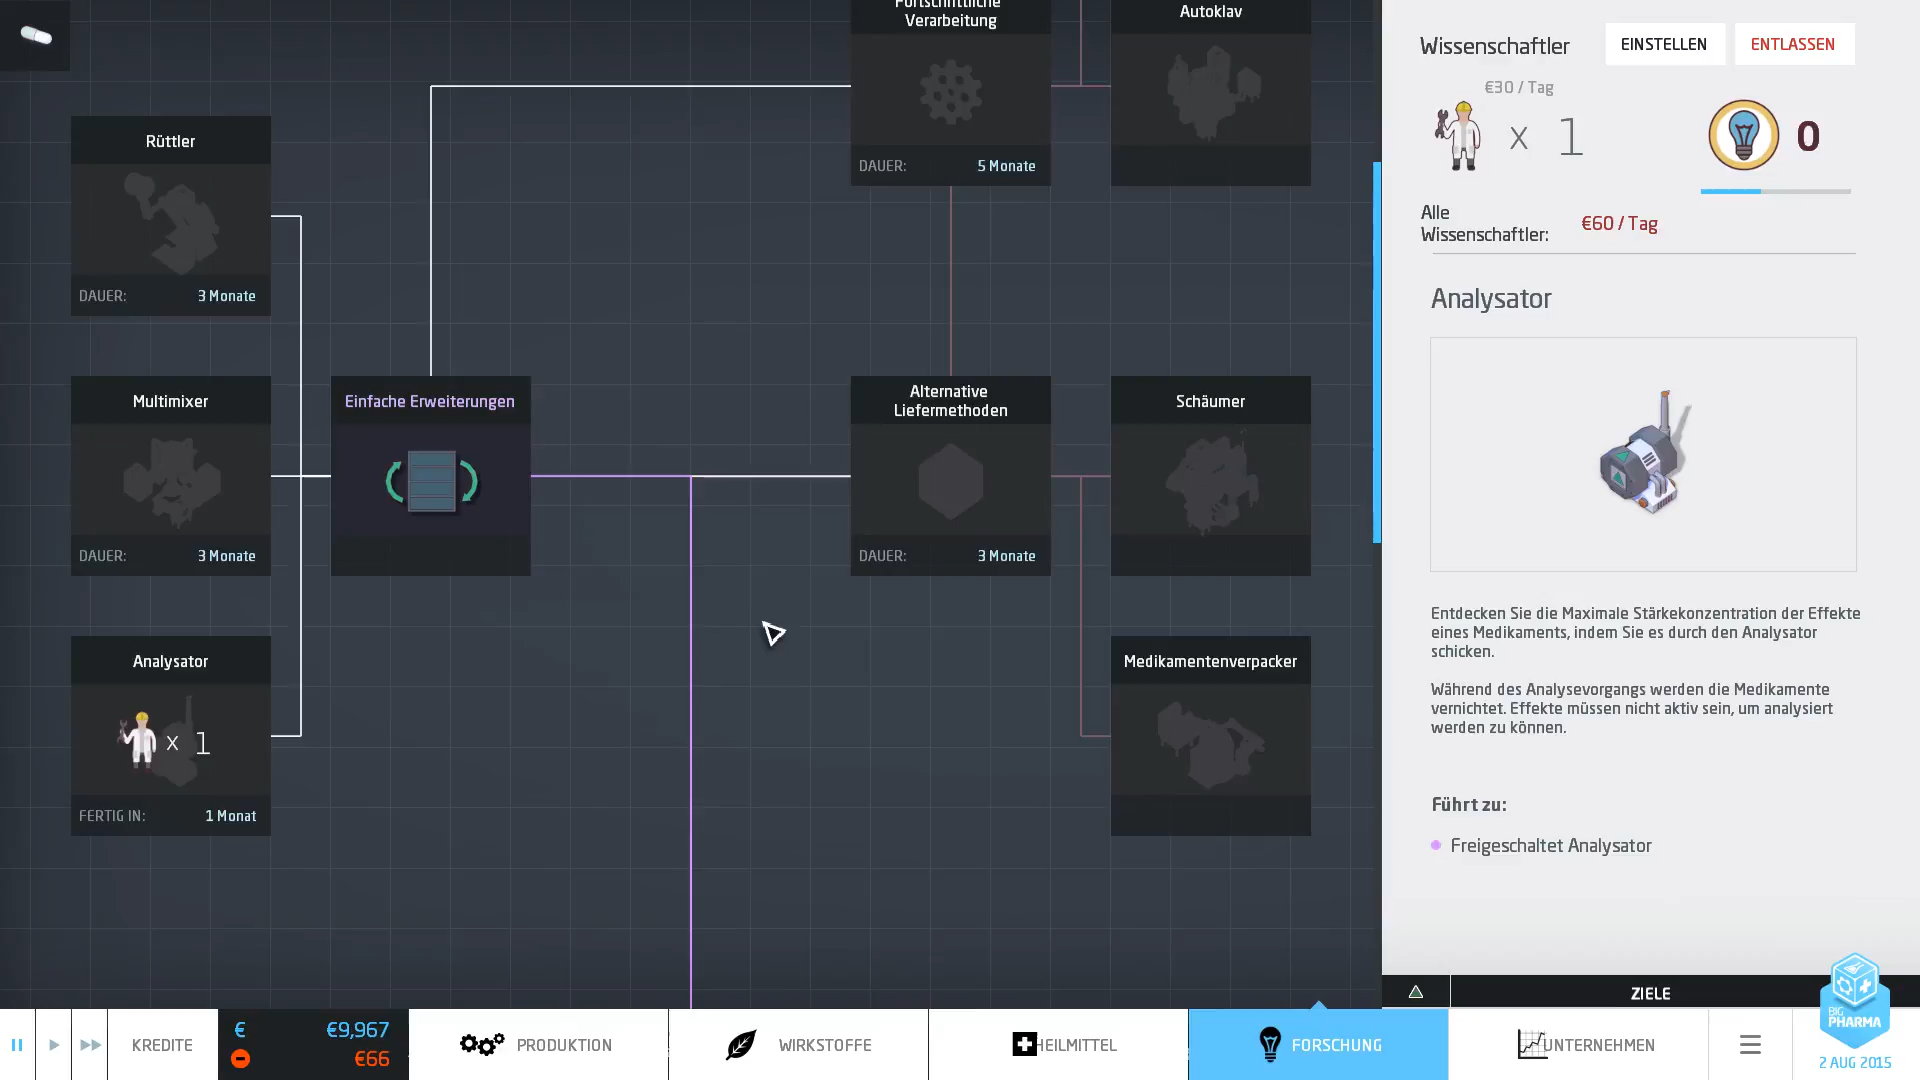 Fortschrittliche
Verarbeitung
Autoklav
Wissenschaftler
EINSTELLEN
ENTLASSEN
€30 / Tag
x 1
0
Rüttler
DAUER: 5 Monate
Alle
Wissenschaftler:
€60 / Tag
DAUER: 3 Monate
Analysator
Multimixer
Einfache Erweiterungen
Alternative
Liefermethoden
Schäumer
DAUER: 3 Monate
DAUER: 3 Monate
Entdecken Sie die Maximale Stärkekonzentration der Effekte
eines Medikaments, indem Sie es durch den Analysator
schicken.
Während des Analysevorgangs werden die Medikamente
vernichtet. Effekte müssen nicht aktiv sein, um analysiert
werden zu können.
Analysator
Medikamentenverpacker
x 1
FERTIG IN: 1 Monat
Führt zu:
Freigeschaltet Analysator
ZIELE
BIG
PHARMA
KREDITE
€ €9,967
€66
PRODUKTION
WIRKSTOFFE
HEILMITTEL
FORSCHUNG
UNTERNEHMEN
2 AUG 2015